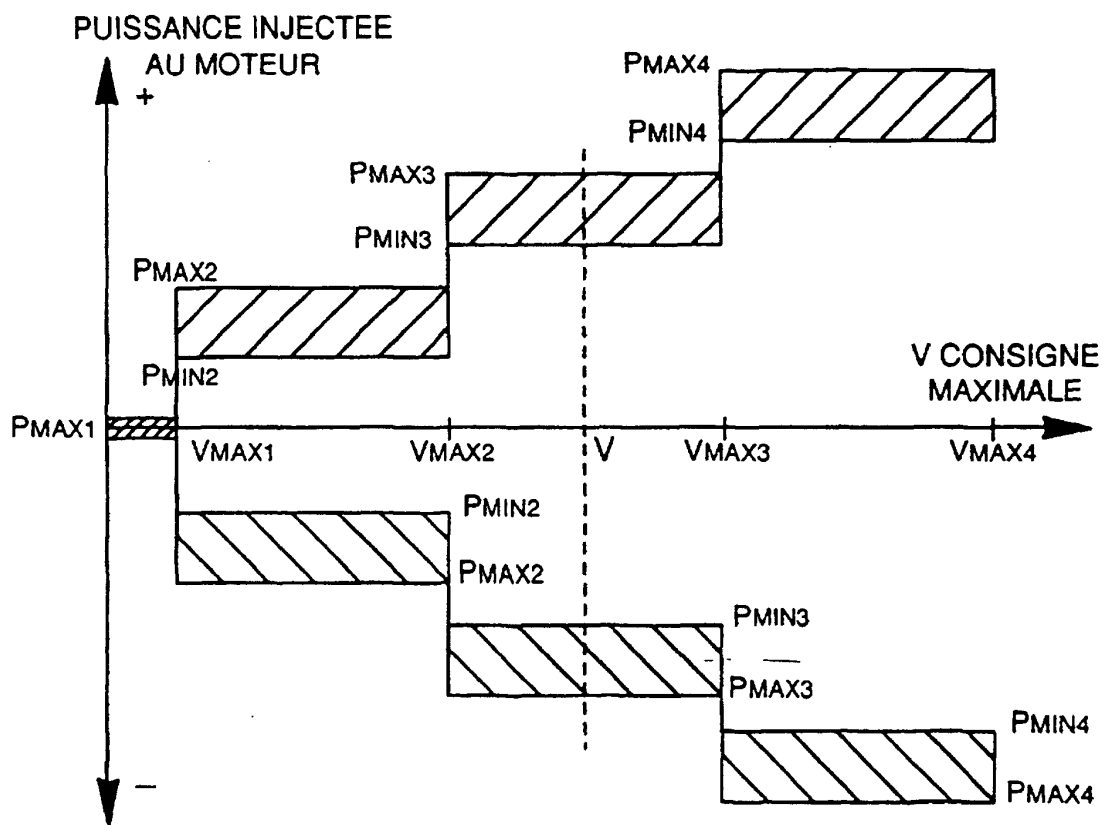 PUISSANCE INJECTEE
AU MOTEUR
+
PMAX4
PMIN4
PMAX3
PMIN3
PMAX2
PMIN2
V CONSIGNE
MAXIMALE
PMAX1
VMAX1
VMAX2
V
VMAX3
VMAX4
PMIN2
PMAX2
PMIN3
PMAX3
PMIN4
PMAX4
−